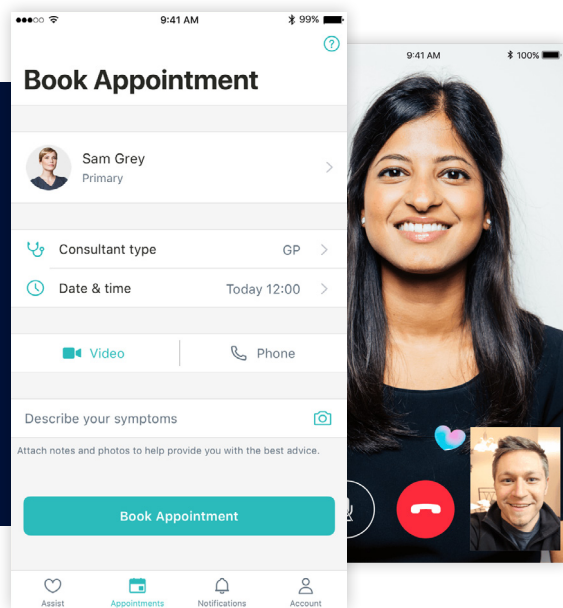 9:41 AM
99%
?
Book Appointment
Sam Grey
Primary
Consultant type
GP
Date & time
Today 12:00
Video
Phone
Describe your symptoms
Attach notes and photos to help provide you with the best advice.
Book Appointment
Assist
Appointments
Notifications
Account
9:41 AM
100%